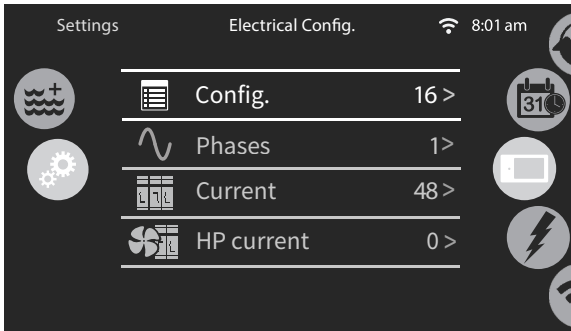 Settings Electrical Config. 8:01 am
Config. 16 >
31
Phases 1>
Current 48 >
HP current 0 >